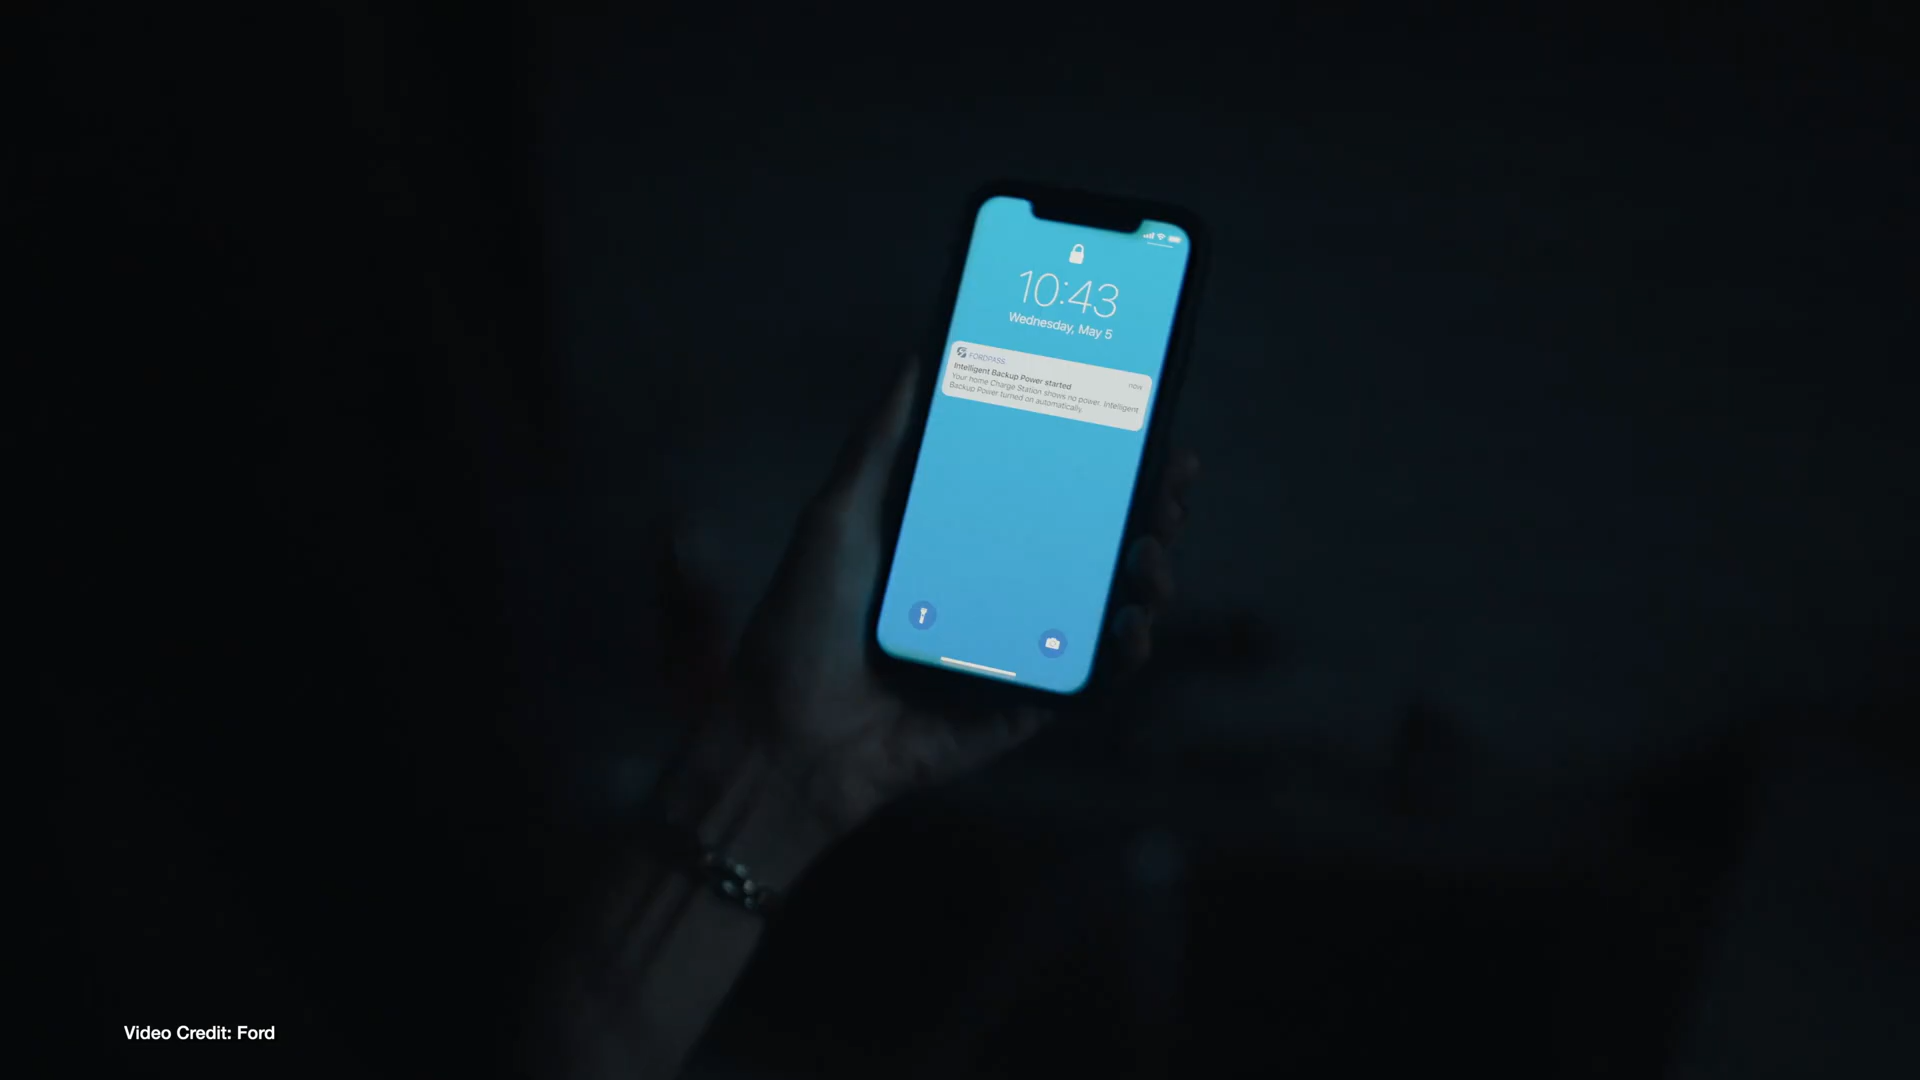 10:43
Wednesday, May 5
FORDPASS
now
Intelligent Backup Power started
Your home Charge Station shows no power. Intelligent
Backup Power turned on automatically.
Video Credit: Ford